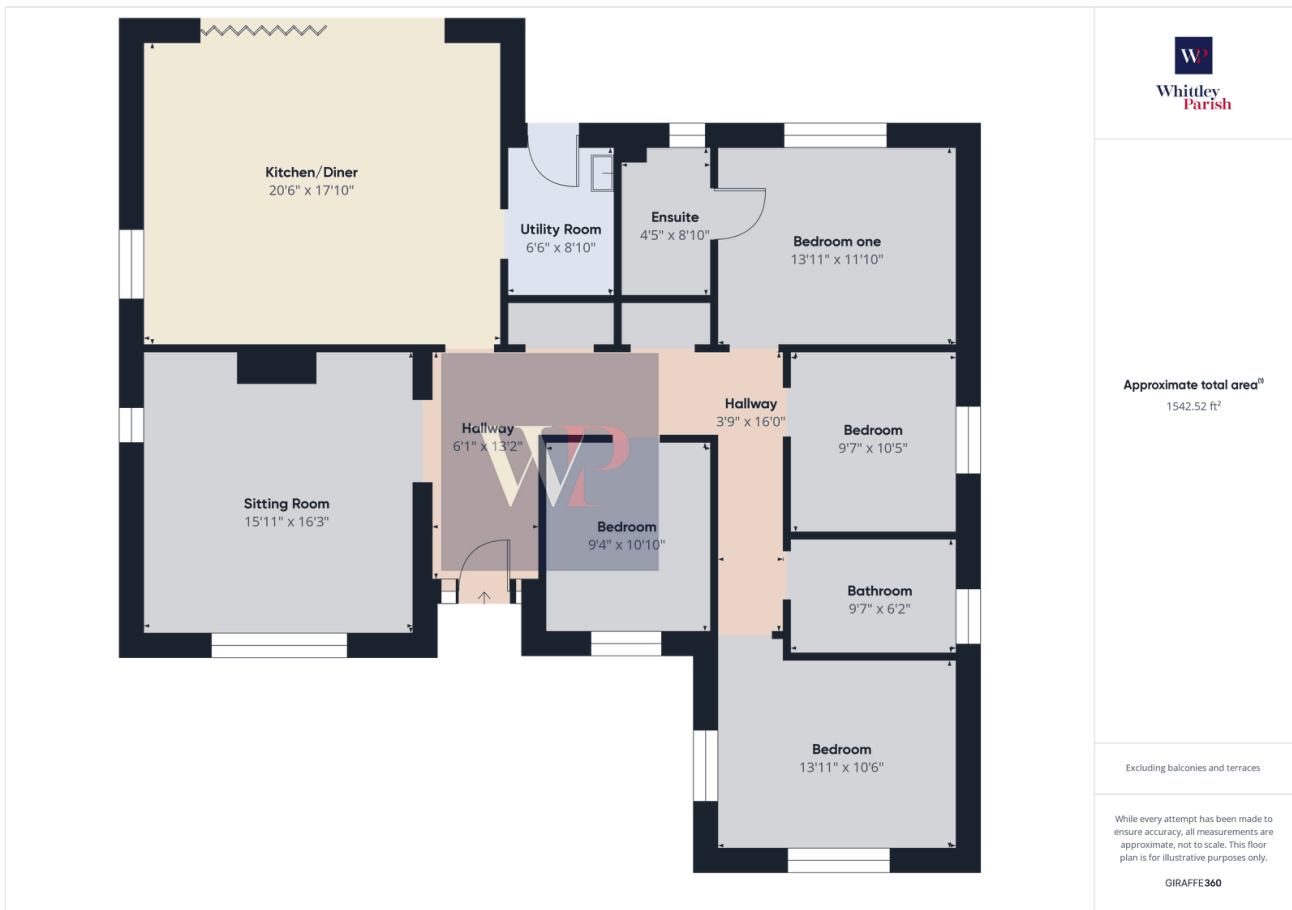 Kitchen/Diner
20'6" x 17'10"
Utility Room
6'6" x 8'10"
Ensuite
4'5" x 8'10"
Bedroom one
13'11" x 11'10"
Hallway
6'1" x 13'2"
Hallway
3'9" x 16'0"
Bedroom
9'7" x 10'5"
Sitting Room
15'11" x 16'3"
WP
Bedroom
9'4" x 10'10"
Bathroom
9'7" x 6'2"
Bedroom
13'11" x 10'6"
WP
Whittley
Parish
Approximate total area⁽¹⁾
1542.52 ft²
Excluding balconies and terraces
While every attempt has been made to
ensure accuracy, all measurements are
approximate, not to scale. This floor
plan is for illustrative purposes only.
GIRAFFE360